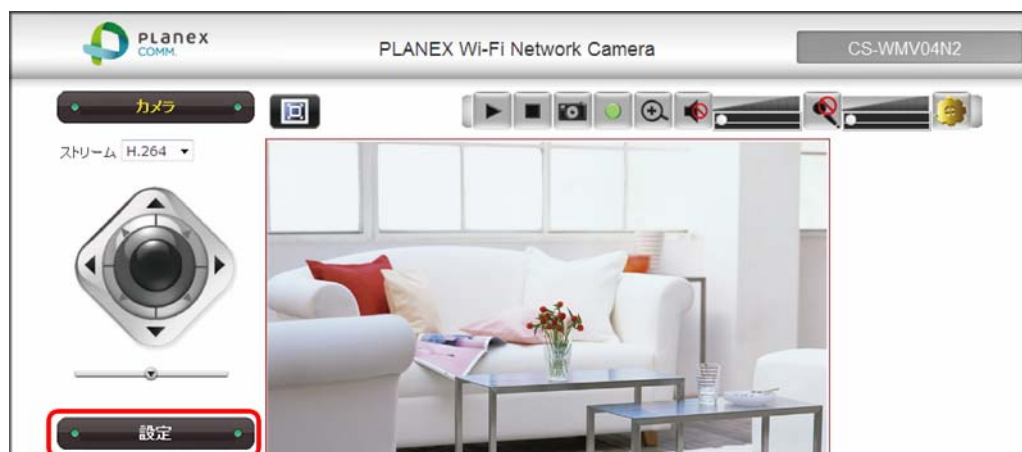 PLANEX
COMM.
PLANEX Wi-Fi Network Camera
CS-WMV04N2
カメラ
ストリーム H.264
設定